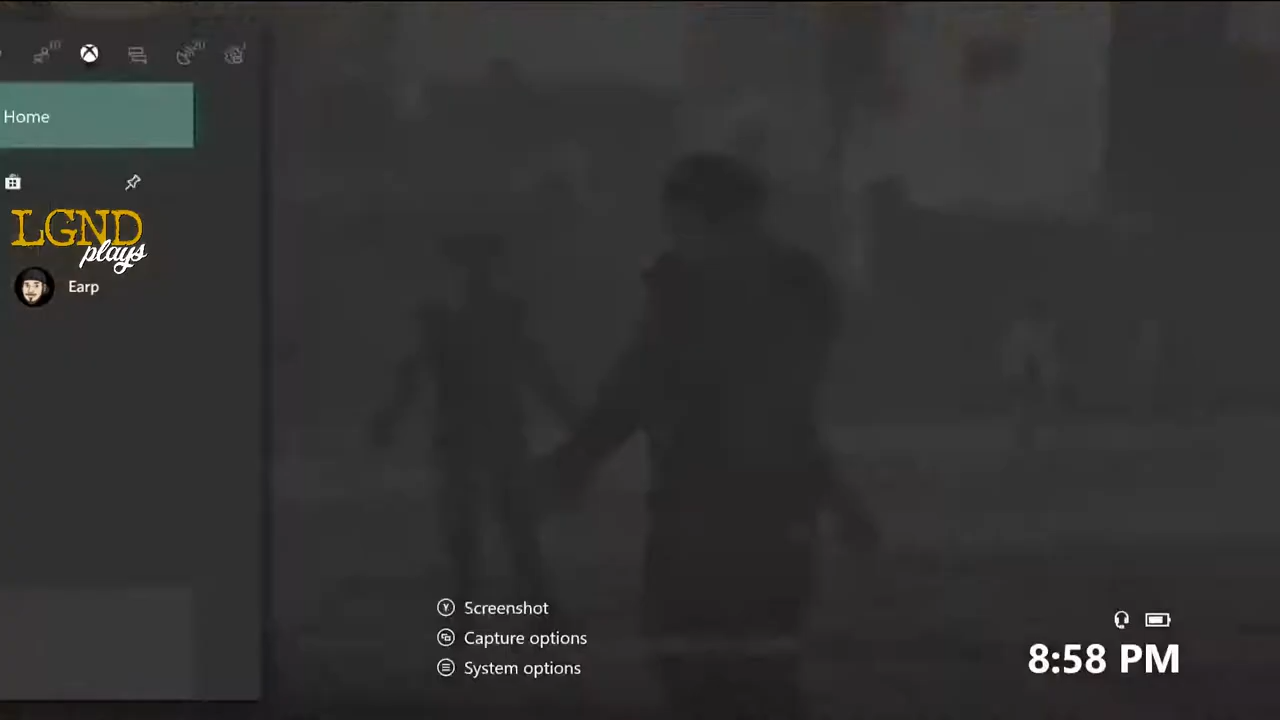 Home
LGND
plays
Earp
Screenshot
Capture options
System options
8:58 PM